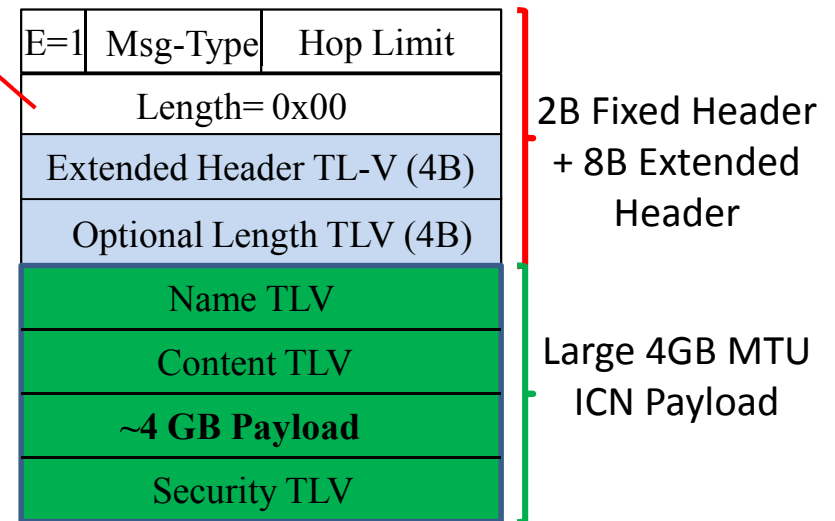 E=1 Msg-Type Hop Limit
Length= 0x00
Extended Header TL-V (4B)
Optional Length TLV (4B)
Name TLV
Content TLV
~4 GB Payload
Security TLV
2B Fixed Header
+ 8B Extended
Header
Large 4GB MTU
ICN Payload